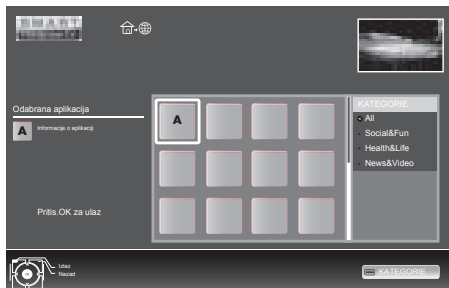 SMART
Odabrana aplikacija
A
Informacije o aplikaciji
A
KATEGORIE
All
Social&Fun
Health&Life
News&Video
Pritis.OK za ulaz
Izlaz
Nazad
KATEGORIE